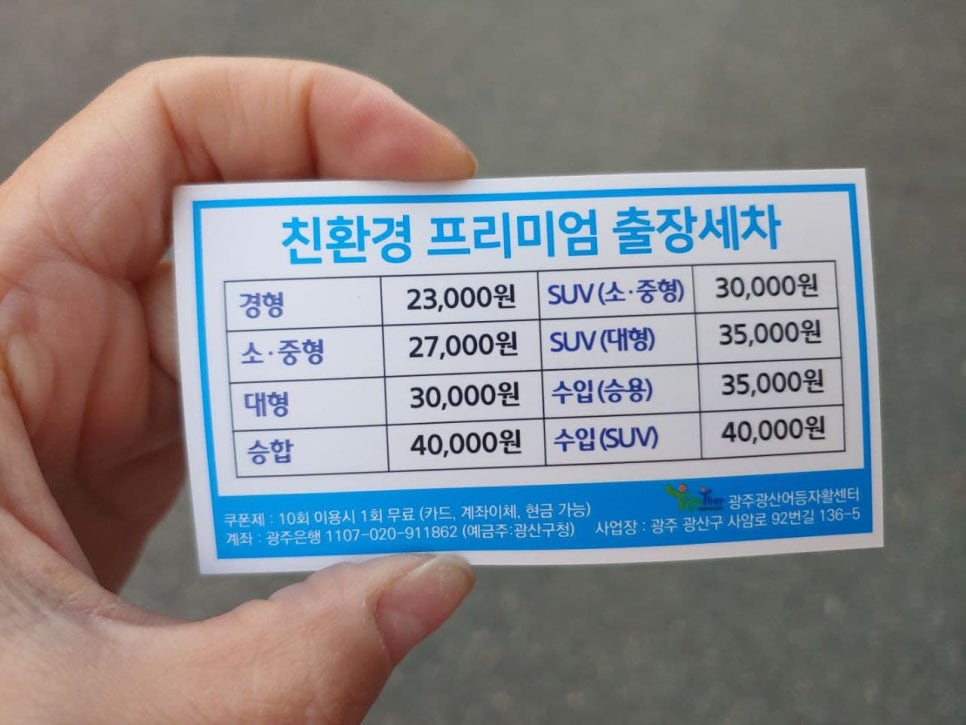 친환경 프리미엄 출장세차
경형 23,000원 SUV(소·중형) 30,000원
소·중형 27,000원 SUV(대형) 35,000원
대형 30,000원 수입(승용) 35,000원
승합 40,000원 수입(SUV) 40,000원
광주광산어등자활센터
쿠폰제 : 10회 이용시 1회 무료 (카드, 계좌이체, 현금 가능)
계좌 : 광주은행 1107-020-911862 (예금주:광산구청) 사업장 : 광주 광산구 사암로 92번길 136-5